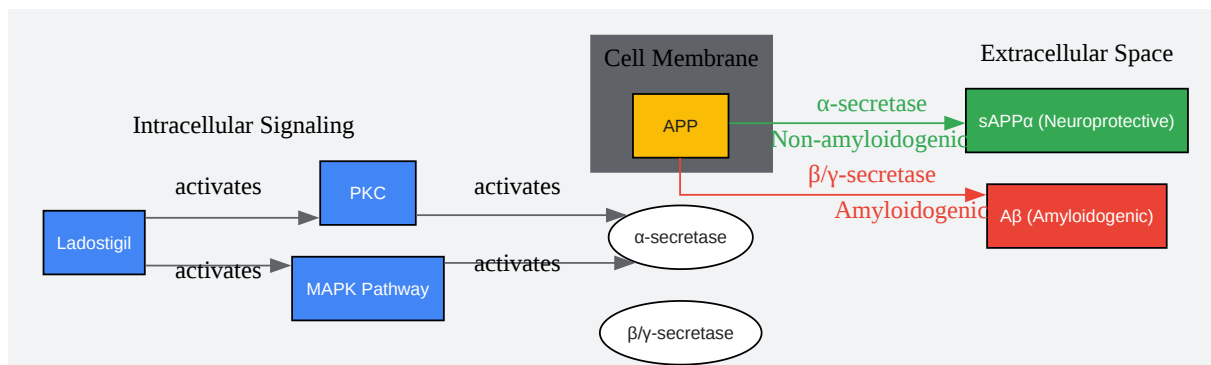 Cell Membrane
Extracellular Space
Intracellular Signaling
APP
α-secretase
Non-amyloidogenic
sAPPα (Neuroprotective)
β/γ-secretase
Amyloidogenic
Aβ (Amyloidogenic)
activates
PKC
activates
Ladostigil
α-secretase
activates
MAPK Pathway
activates
β/γ-secretase